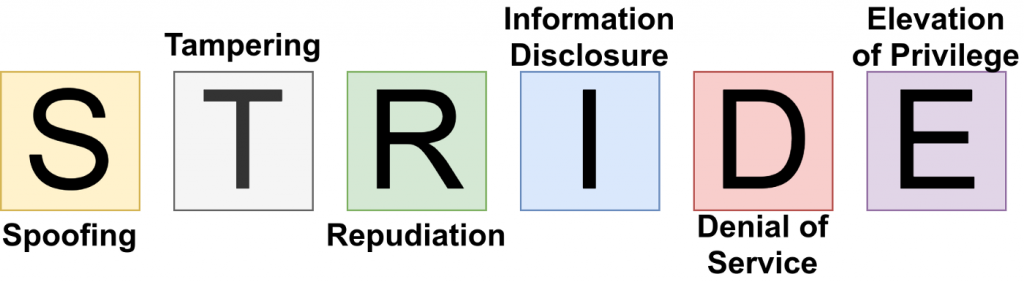 Information
Disclosure
Elevation
of Privilege
Tampering
S T R I D E
Spoofing
Repudiation
Denial of
Service